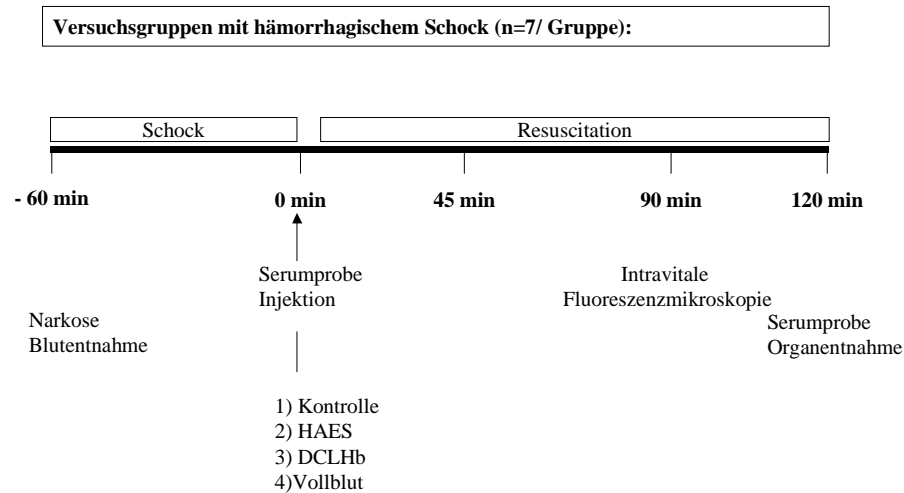 Versuchsgruppen mit hämorrhagischem Schock (n=7/ Gruppe):
Schock
Resuscitation
- 60 min
0 min
45 min
90 min
120 min
Serumprobe
Injektion
Intravitale
Fluoreszenzmikroskopie
Narkose
Blutentnahme
Serumprobe
Organentnahme
1) Kontrolle
2) HAES
3) DCLHb
4)Vollblut